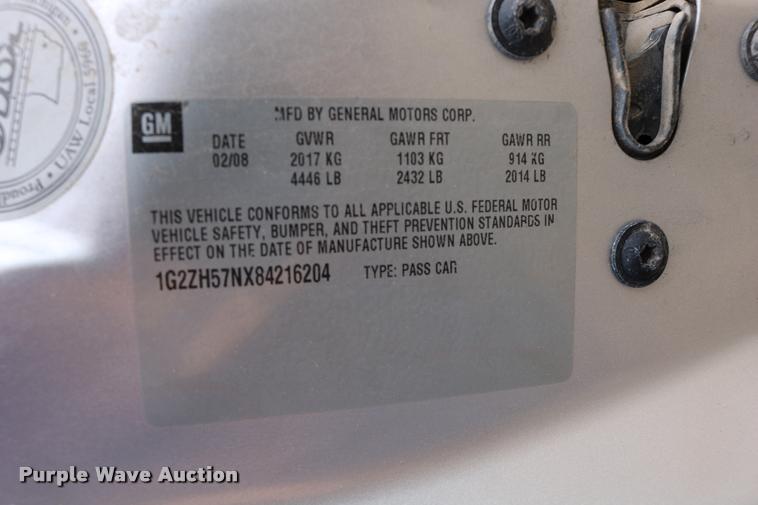 UAW Local 5960
GM
MFD BY GENERAL MOTORS CORP.
DATE GVWR GAWR FRT GAWR RR
02/08 2017 KG 1103 KG 914 KG
4446 LB 2432 LB 2014 LB
THIS VEHICLE CONFORMS TO ALL APPLICABLE U.S. FEDERAL MOTOR
VEHICLE SAFETY, BUMPER, AND THEFT PREVENTION STANDARDS IN
EFFECT ON THE DATE OF MANUFACTURE SHOWN ABOVE.
1G2ZH57NX84216204 TYPE: PASS CAR
Purple Wave Auction